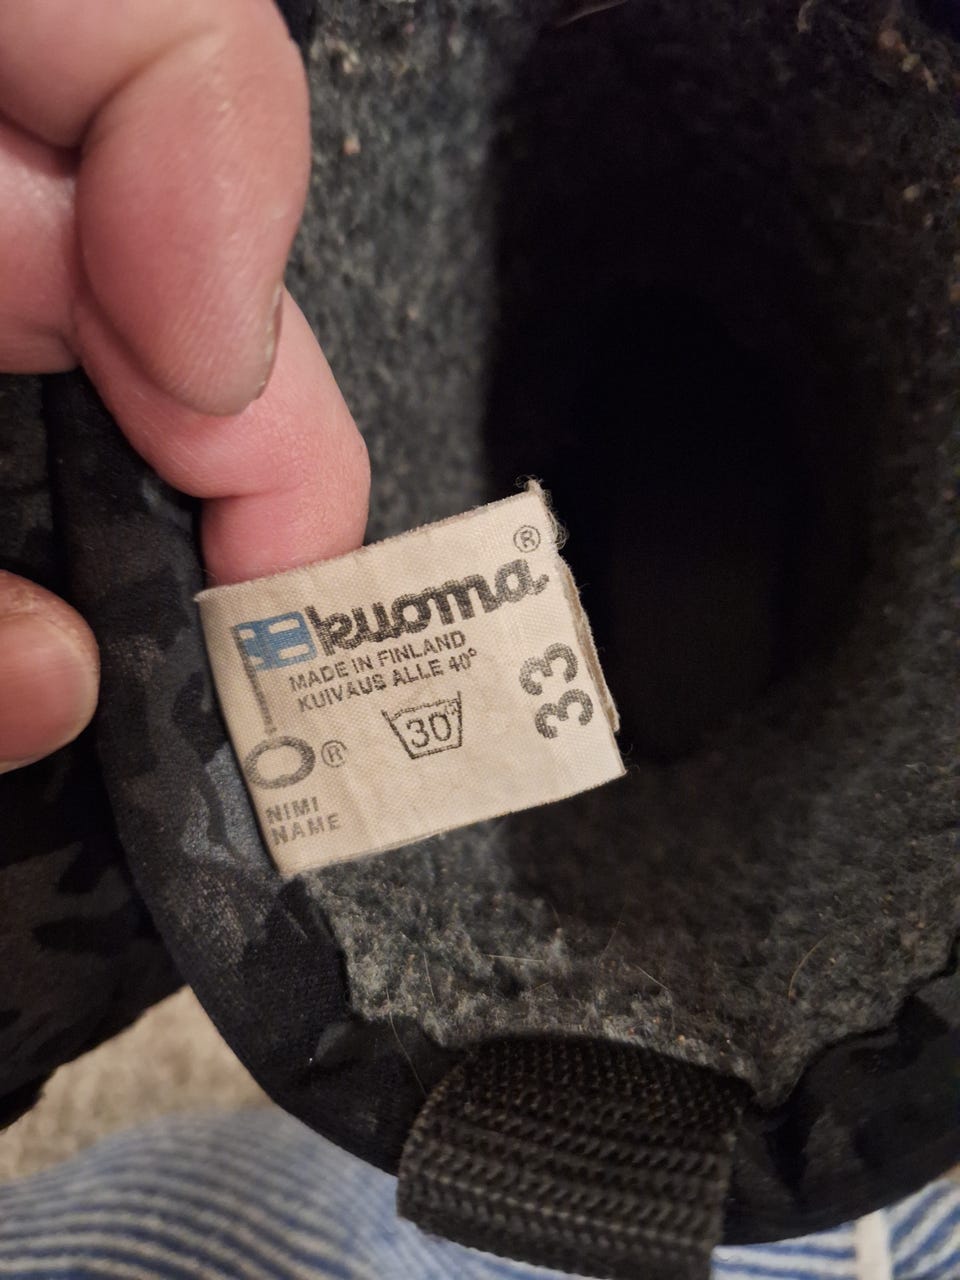 kuoma®
MADE IN FINLAND
KUIVAUS ALLE 40°
30°
33
®
NIMI
NAME